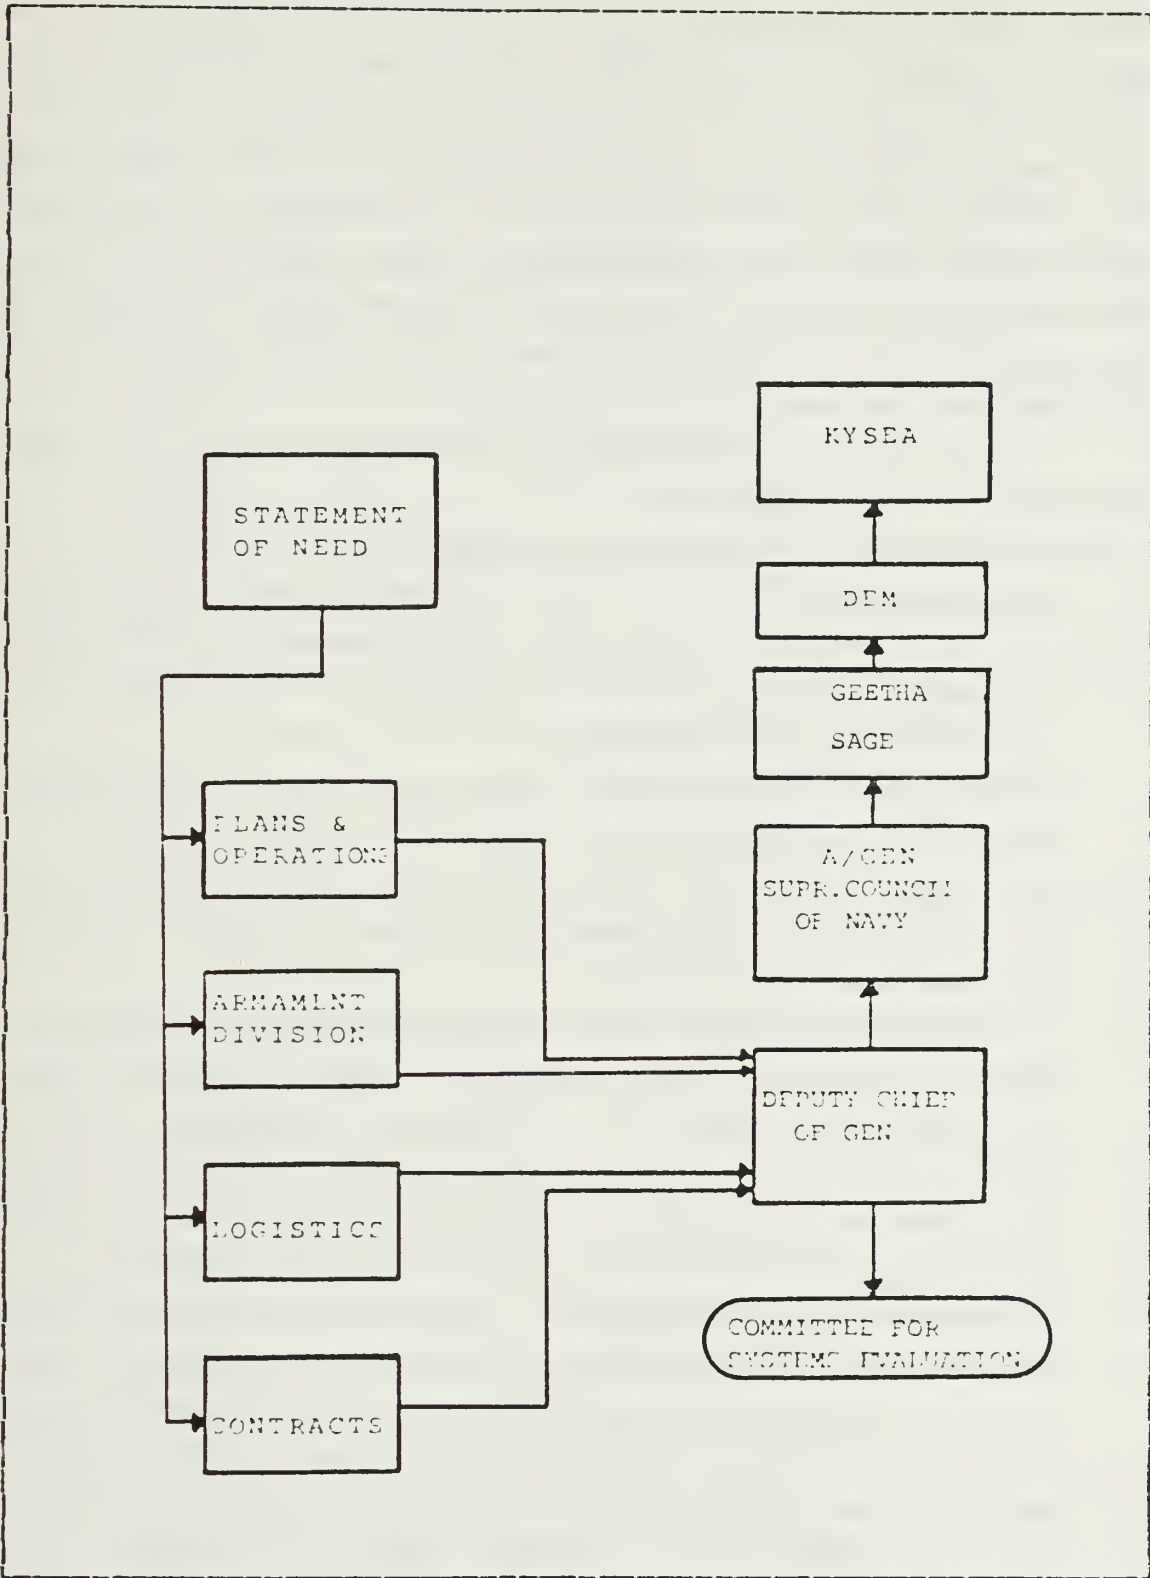 STATEMENT
OF NEED
PLANS &
OPERATIONS
ARMAMENT
DIVISION
LOGISTICS
CONTRACTS
KYSEA
DEM
GEETHA
SAGE
A/GEN
SUPR.COUNCIL
OF NAVY
DEPUTY CHIEF
OF GEN
COMMITTEE FOR
SYSTEMS EVALUATION